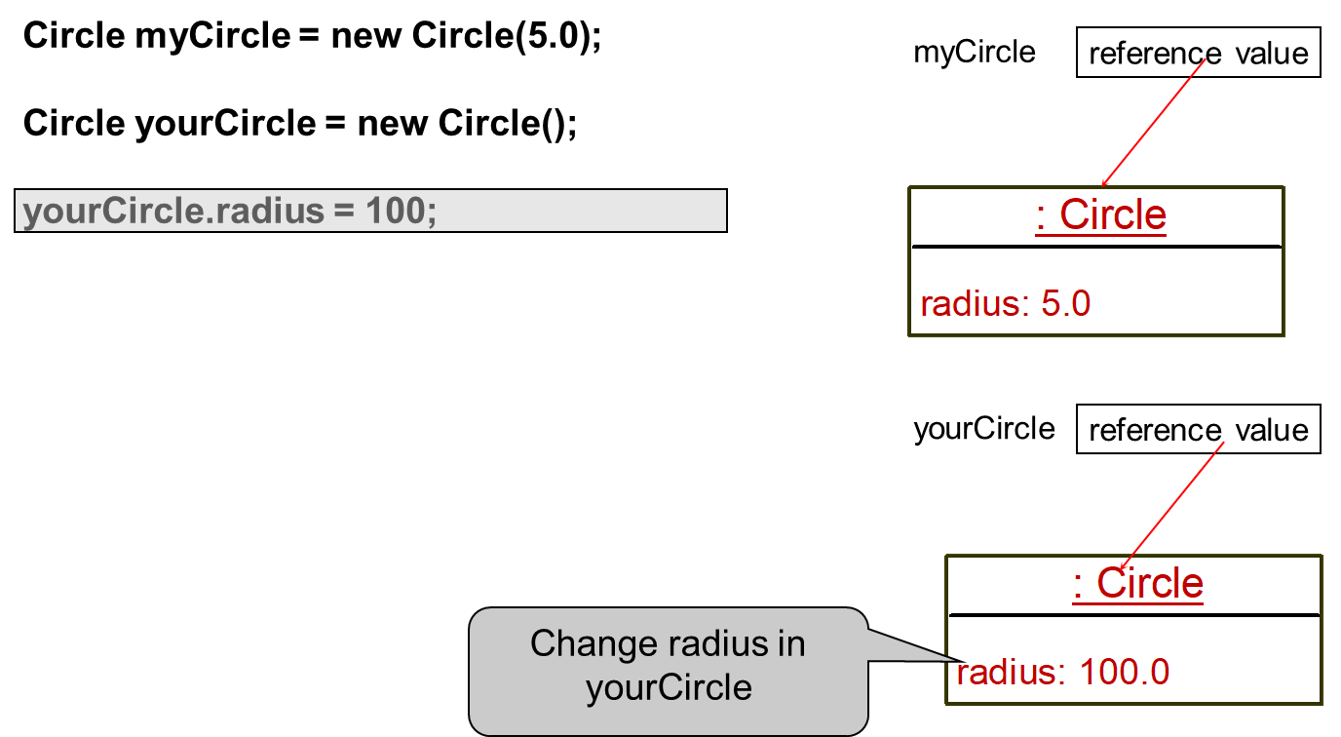 Circle myCircle = new Circle(5.0);
Circle yourCircle = new Circle();
yourCircle.radius = 100;
myCircle
reference value
: Circle
radius: 5.0
yourCircle
reference value
: Circle
radius: 100.0
Change radius in
yourCircle